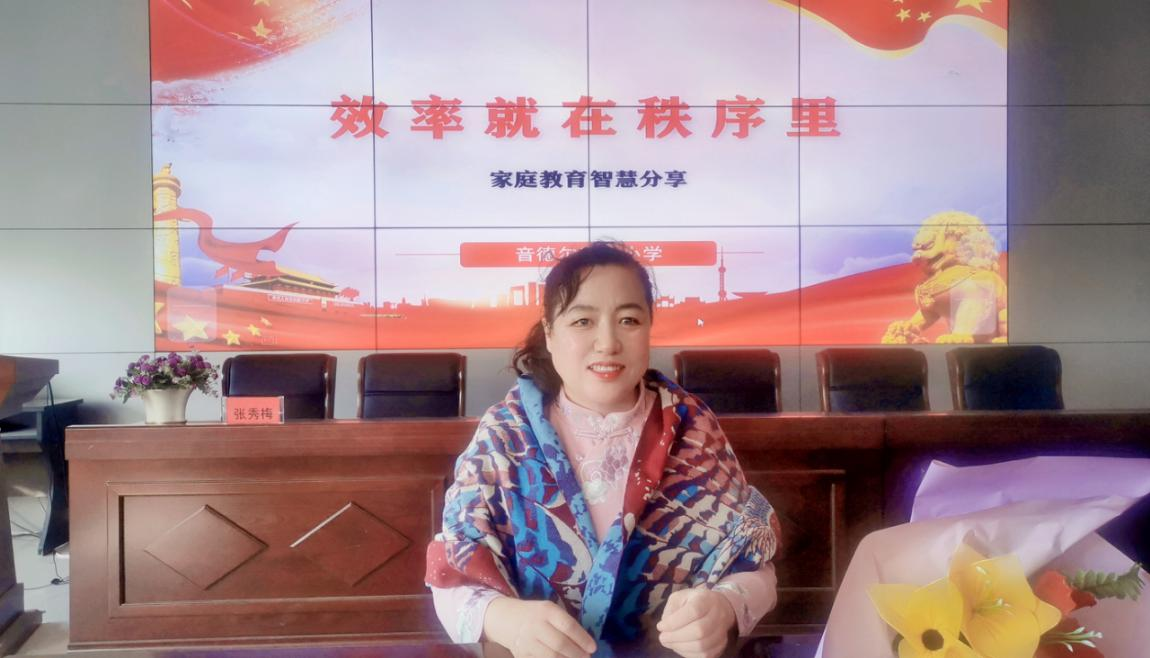 效率就在秩序里
家庭教育智慧分享
音德尔 小学
张秀梅